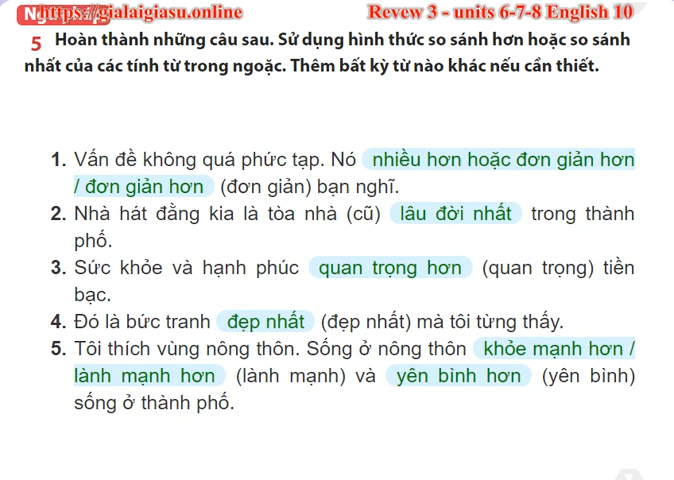 https://gialaigiasu.online
Revew 3 - units 6-7-8 English 10
5 Hoàn thành những câu sau. Sử dụng hình thức so sánh hơn hoặc so sánh
nhất của các tính từ trong ngoặc. Thêm bất kỳ từ nào khác nếu cần thiết.
1. Vấn đề không quá phức tạp. Nó nhiều hơn hoặc đơn giản hơn
/ đơn giản hơn (đơn giản) bạn nghĩ.
2. Nhà hát đằng kia là tòa nhà (cũ) lâu đời nhất trong thành
phố.
3. Sức khỏe và hạnh phúc quan trọng hơn (quan trọng) tiền
bạc.
4. Đó là bức tranh đẹp nhất (đẹp nhất) mà tôi từng thấy.
5. Tôi thích vùng nông thôn. Sống ở nông thôn khỏe mạnh hơn /
lành mạnh hơn (lành mạnh) và yên bình hơn (yên bình)
sống ở thành phố.